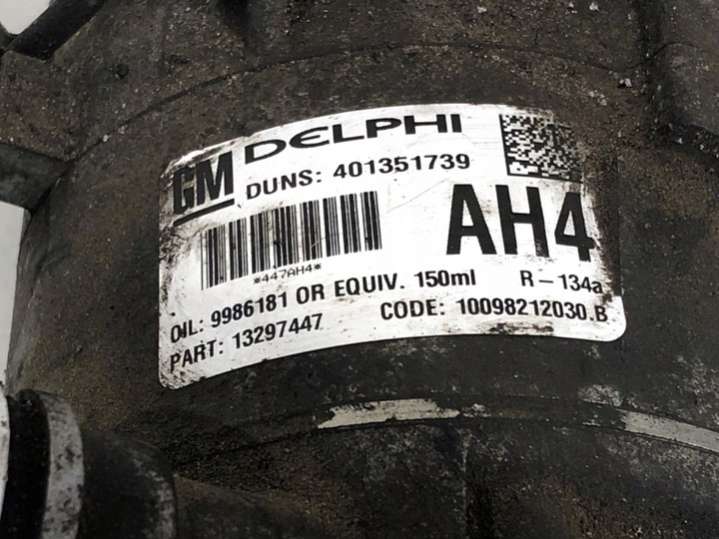 GM DELPHI
DUNS: 401351739
AH4
*447AH4*
OIL: 9986181 OR EQUIV. 150ml R-134a
PART: 13297447 CODE: 10098212030.B